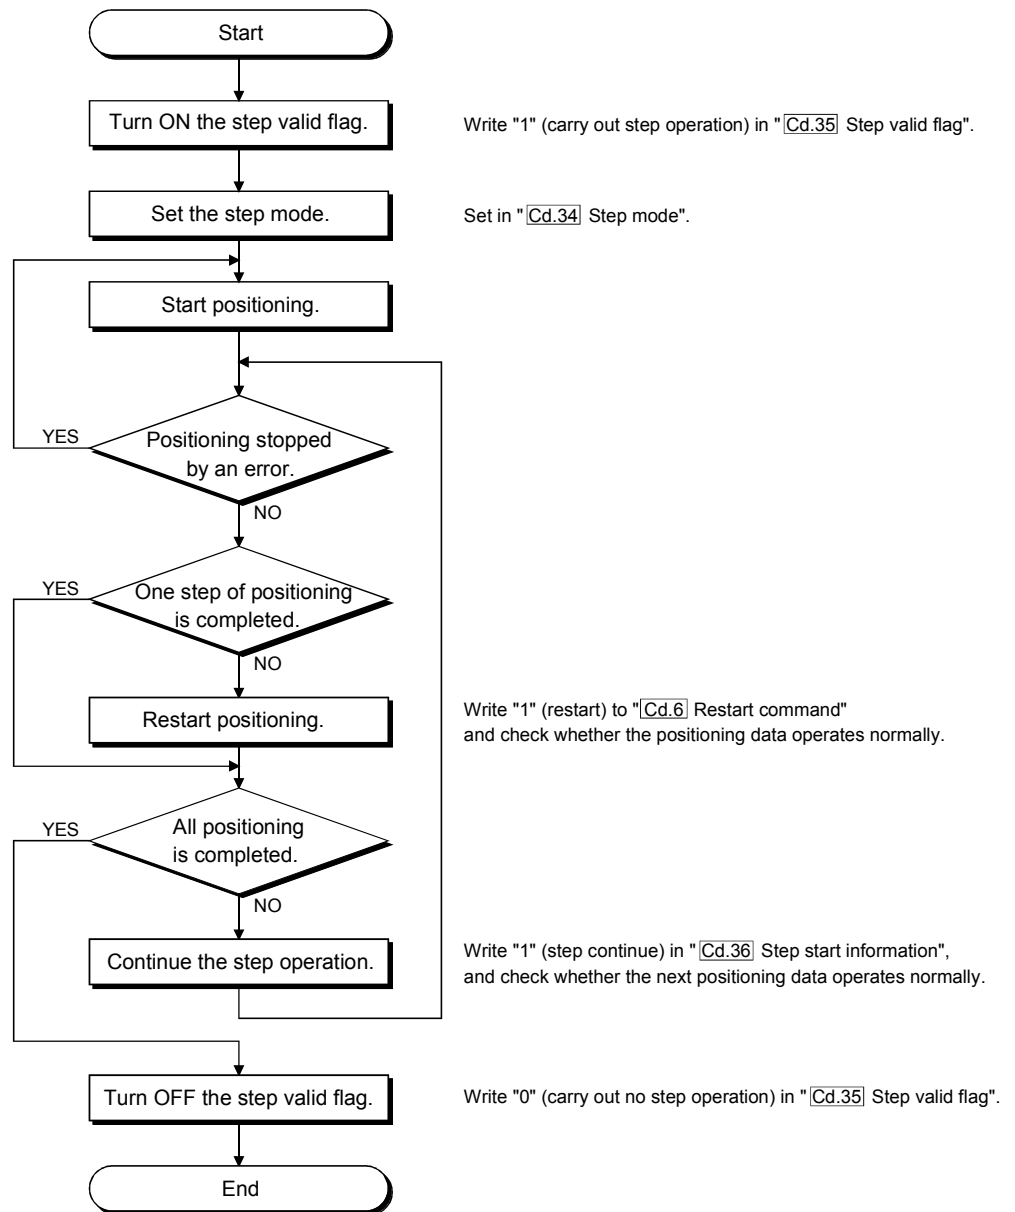 Start
Turn ON the step valid flag.
Write "1" (carry out step operation) in " Cd.35 Step valid flag".
Set the step mode.
Set in " Cd.34 Step mode".
Start positioning.
YES
Positioning stopped
by an error.
NO
YES
One step of positioning
is completed.
NO
Restart positioning.
Write "1" (restart) to "Cd.6 Restart command"
and check whether the positioning data operates normally.
YES
All positioning
is completed.
NO
Continue the step operation.
Write "1" (step continue) in " Cd.36 Step start information",
and check whether the next positioning data operates normally.
Turn OFF the step valid flag.
Write "0" (carry out no step operation) in " Cd.35 Step valid flag".
End